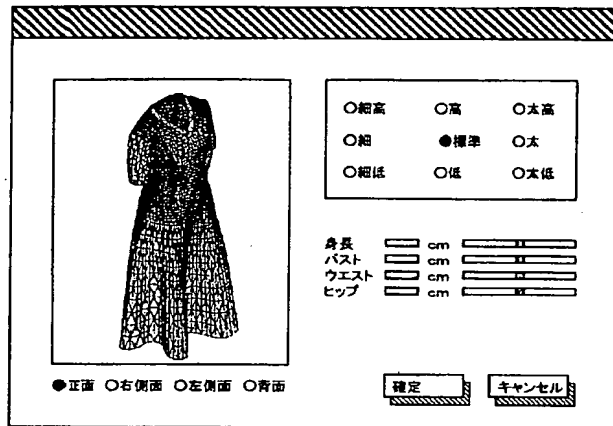 ○細高 ○高 ○太高
○細 ●標準 ○太
○細低 ○低 ○太低
身長 cm
バスト cm
ウエスト cm
ヒップ cm
●正面 ○右側面 ○左側面 ○背面
確定 キャンセル